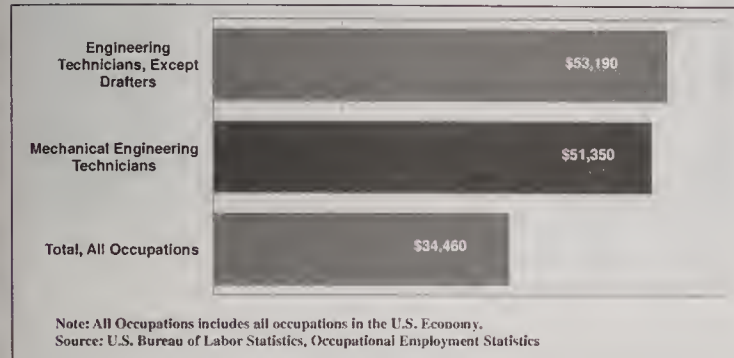 Engineering
Technicians, Except
Drafters
$53,190
Mechanical Engineering
Technicians
$51,350
Total, All Occupations
$34,460
Note: All Occupations includes all occupations in the U.S. Economy.
Source: U.S. Bureau of Labor Statistics, Occupational Employment Statistics